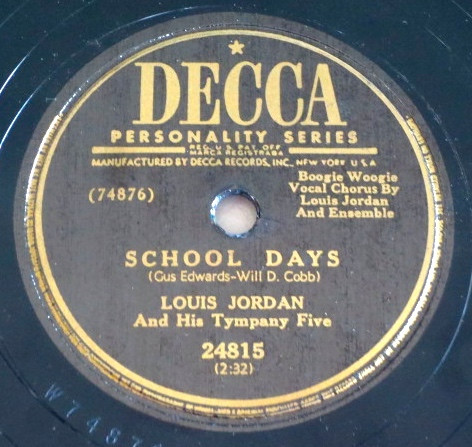 DECCA
PERSONALITY SERIES
REG. U.S. PAT. OFF.
MARCA REGISTRADA
MANUFACTURED BY DECCA RECORDS, INC., NEW YORK U S A
(74876)
Boogie Woogie
Vocal Chorus By
Louis Jordan
And Ensemble
SCHOOL DAYS
(Gus Edwards-Will D. Cobb)
LOUIS JORDAN
And His Tympany Five
24815
(2:32)
W7487